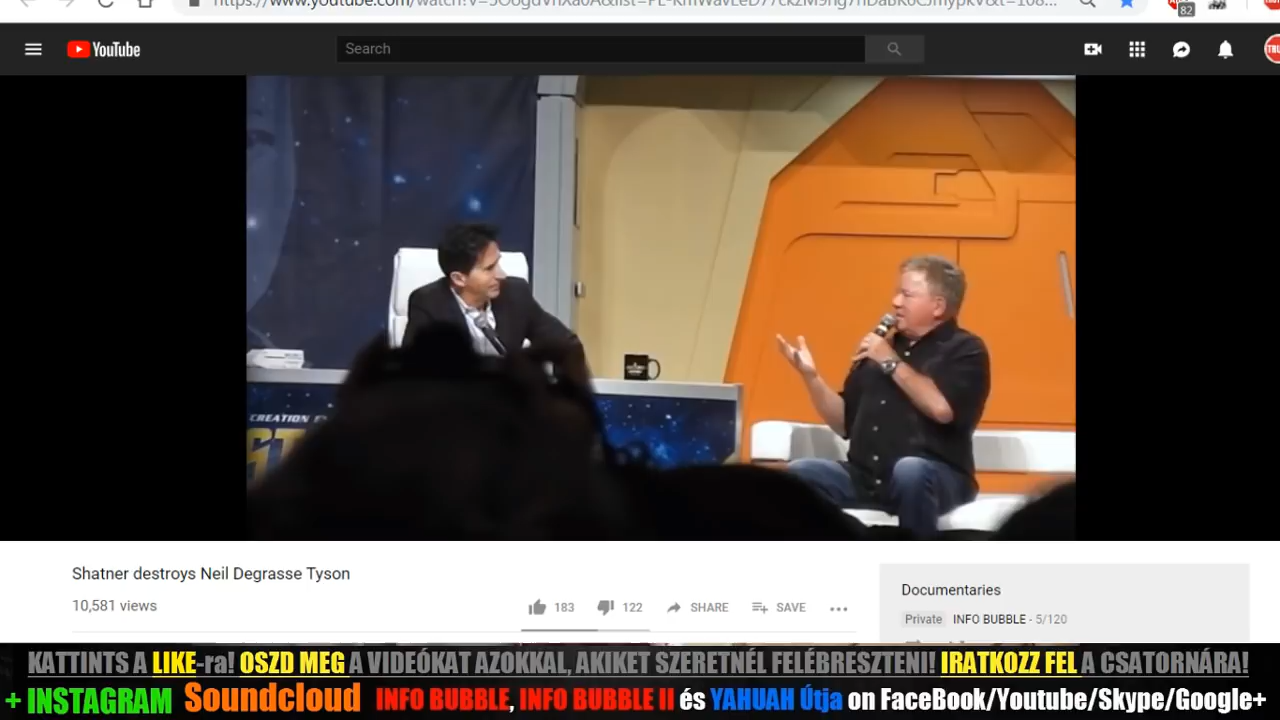 YouTube
Search
82
CREATION
Shatner destroys Neil Degrasse Tyson
10,581 views
183
122
SHARE
SAVE
Documentaries
Private INFO BUBBLE - 5/120
KATTINTS A LIKE-ra! OSZD MEG A VIDEÓKAT AZOKKAL, AKIKET SZERETNÉL FELÉBRESZTENI! IRATKOZZ FEL A CSATORNÁRA!
+ INSTAGRAM Soundcloud INFO BUBBLE, INFO BUBBLE II és YAHUAH Útja on FaceBook/Youtube/Skype/Google+